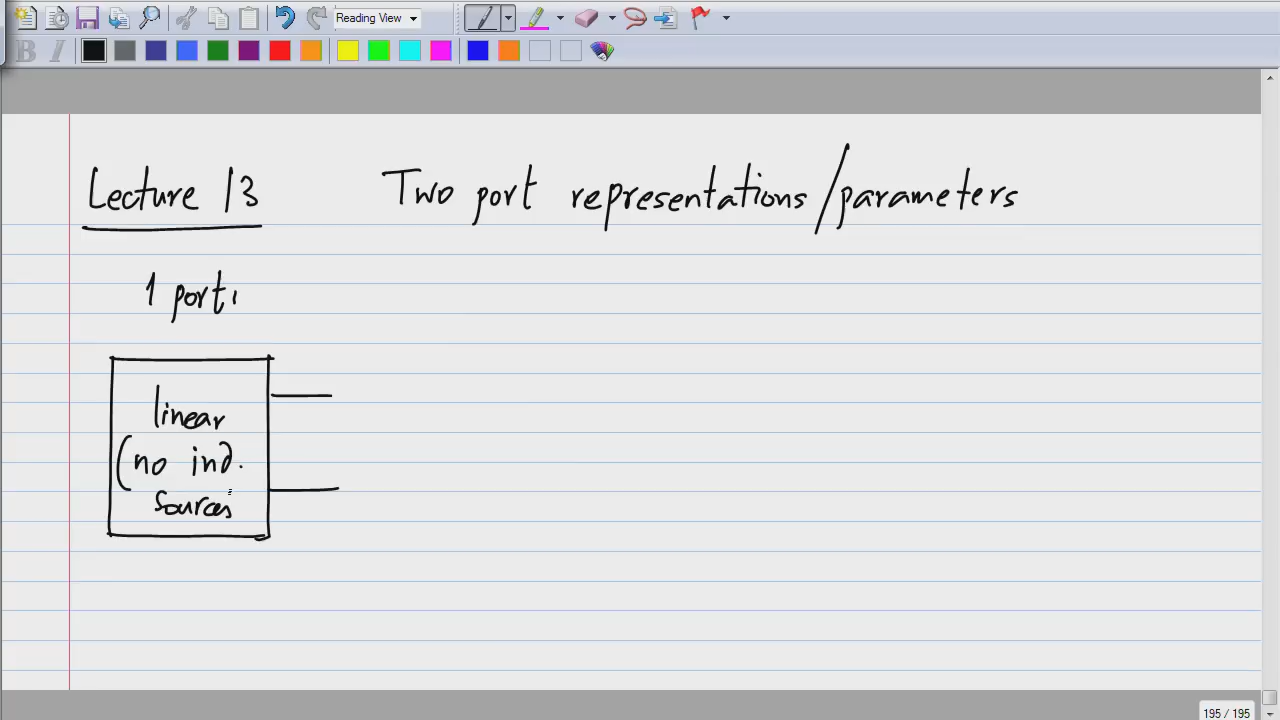 Reading View
B I
Lecture 13 Two port representations/parameters
1 port
linear
(no ind.
sources
195 / 195